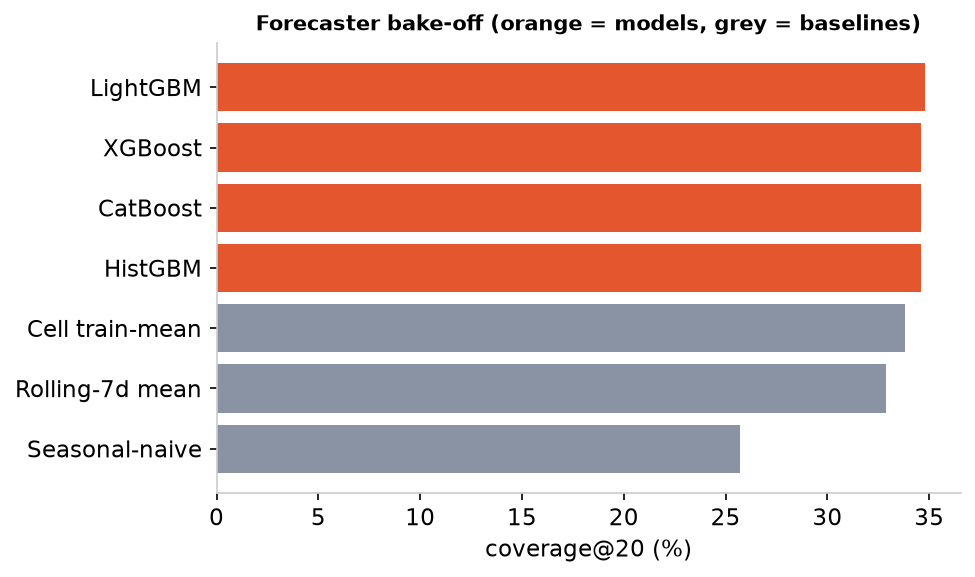 Forecaster bake-off (orange = models, grey = baselines)
LightGBM
XGBoost
CatBoost
HistGBM
Cell train-mean
Rolling-7d mean
Seasonal-naive
0 5 10 15 20 25 30 35
coverage@20 (%)